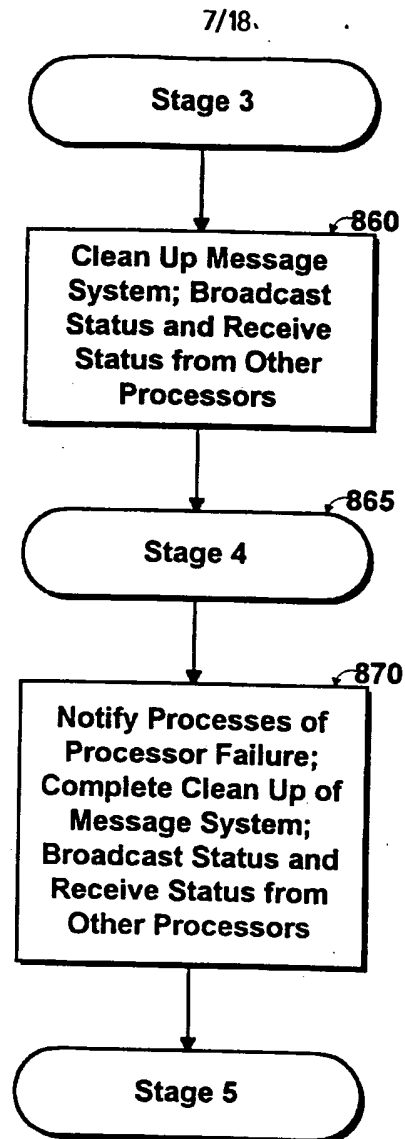 7/18.
Stage 3
860
Clean Up Message
System; Broadcast
Status and Receive
Status from Other
Processors
865
Stage 4
870
Notify Processes of
Processor Failure;
Complete Clean Up of
Message System;
Broadcast Status and
Receive Status from
Other Processors
Stage 5